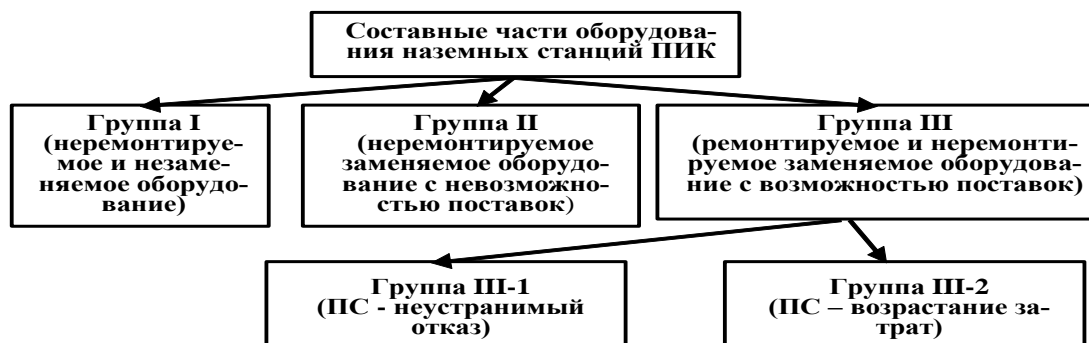 Составные части оборудова-
ния наземных станций ПИК
Группа I
(неремонтируе-
мое и незаме-
няемое оборудо-
вание)
Группа II
(неремонтируемое
заменяемое оборудо-
вание с невозможно-
стью поставок)
Группа III
(ремонтируемое и неремонти-
руемое заменяемое оборудова-
ние с возможностью поставок)
Группа III-1
(ПС - неустранимый
отказ)
Группа III-2
(ПС – возрастание за-
трат)